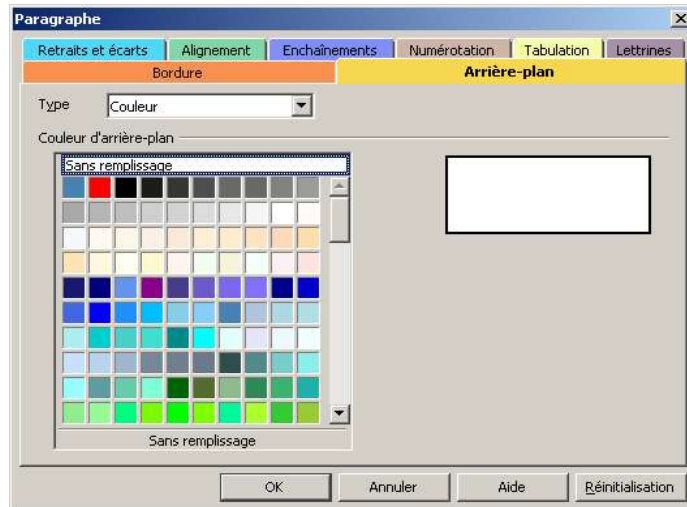 Paragraphe
Retraits et écarts Alignement Enchaînements Numérotation Tabulation Lettrines
Bordure Arrière-plan
Type Couleur
Couleur d'arrière-plan
Sans remplissage
Sans remplissage
OK Annuler Aide Réinitialisation